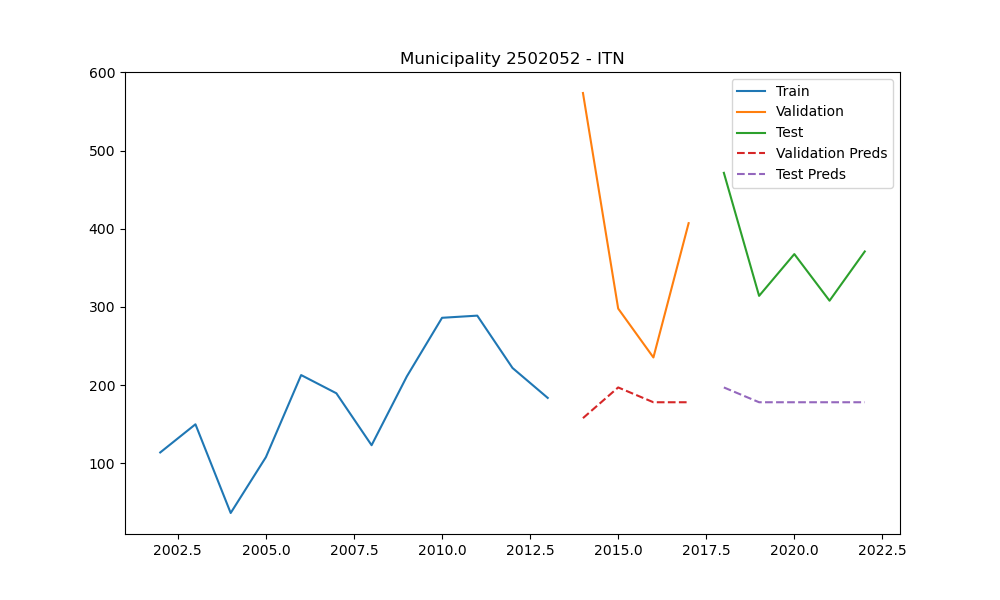 Municipality 2502052 - ITN
600
500
400
300
200
100
Train
Validation
Test
Validation Preds
Test Preds
2002.5 2005.0 2007.5 2010.0 2012.5 2015.0 2017.5 2020.0 2022.5